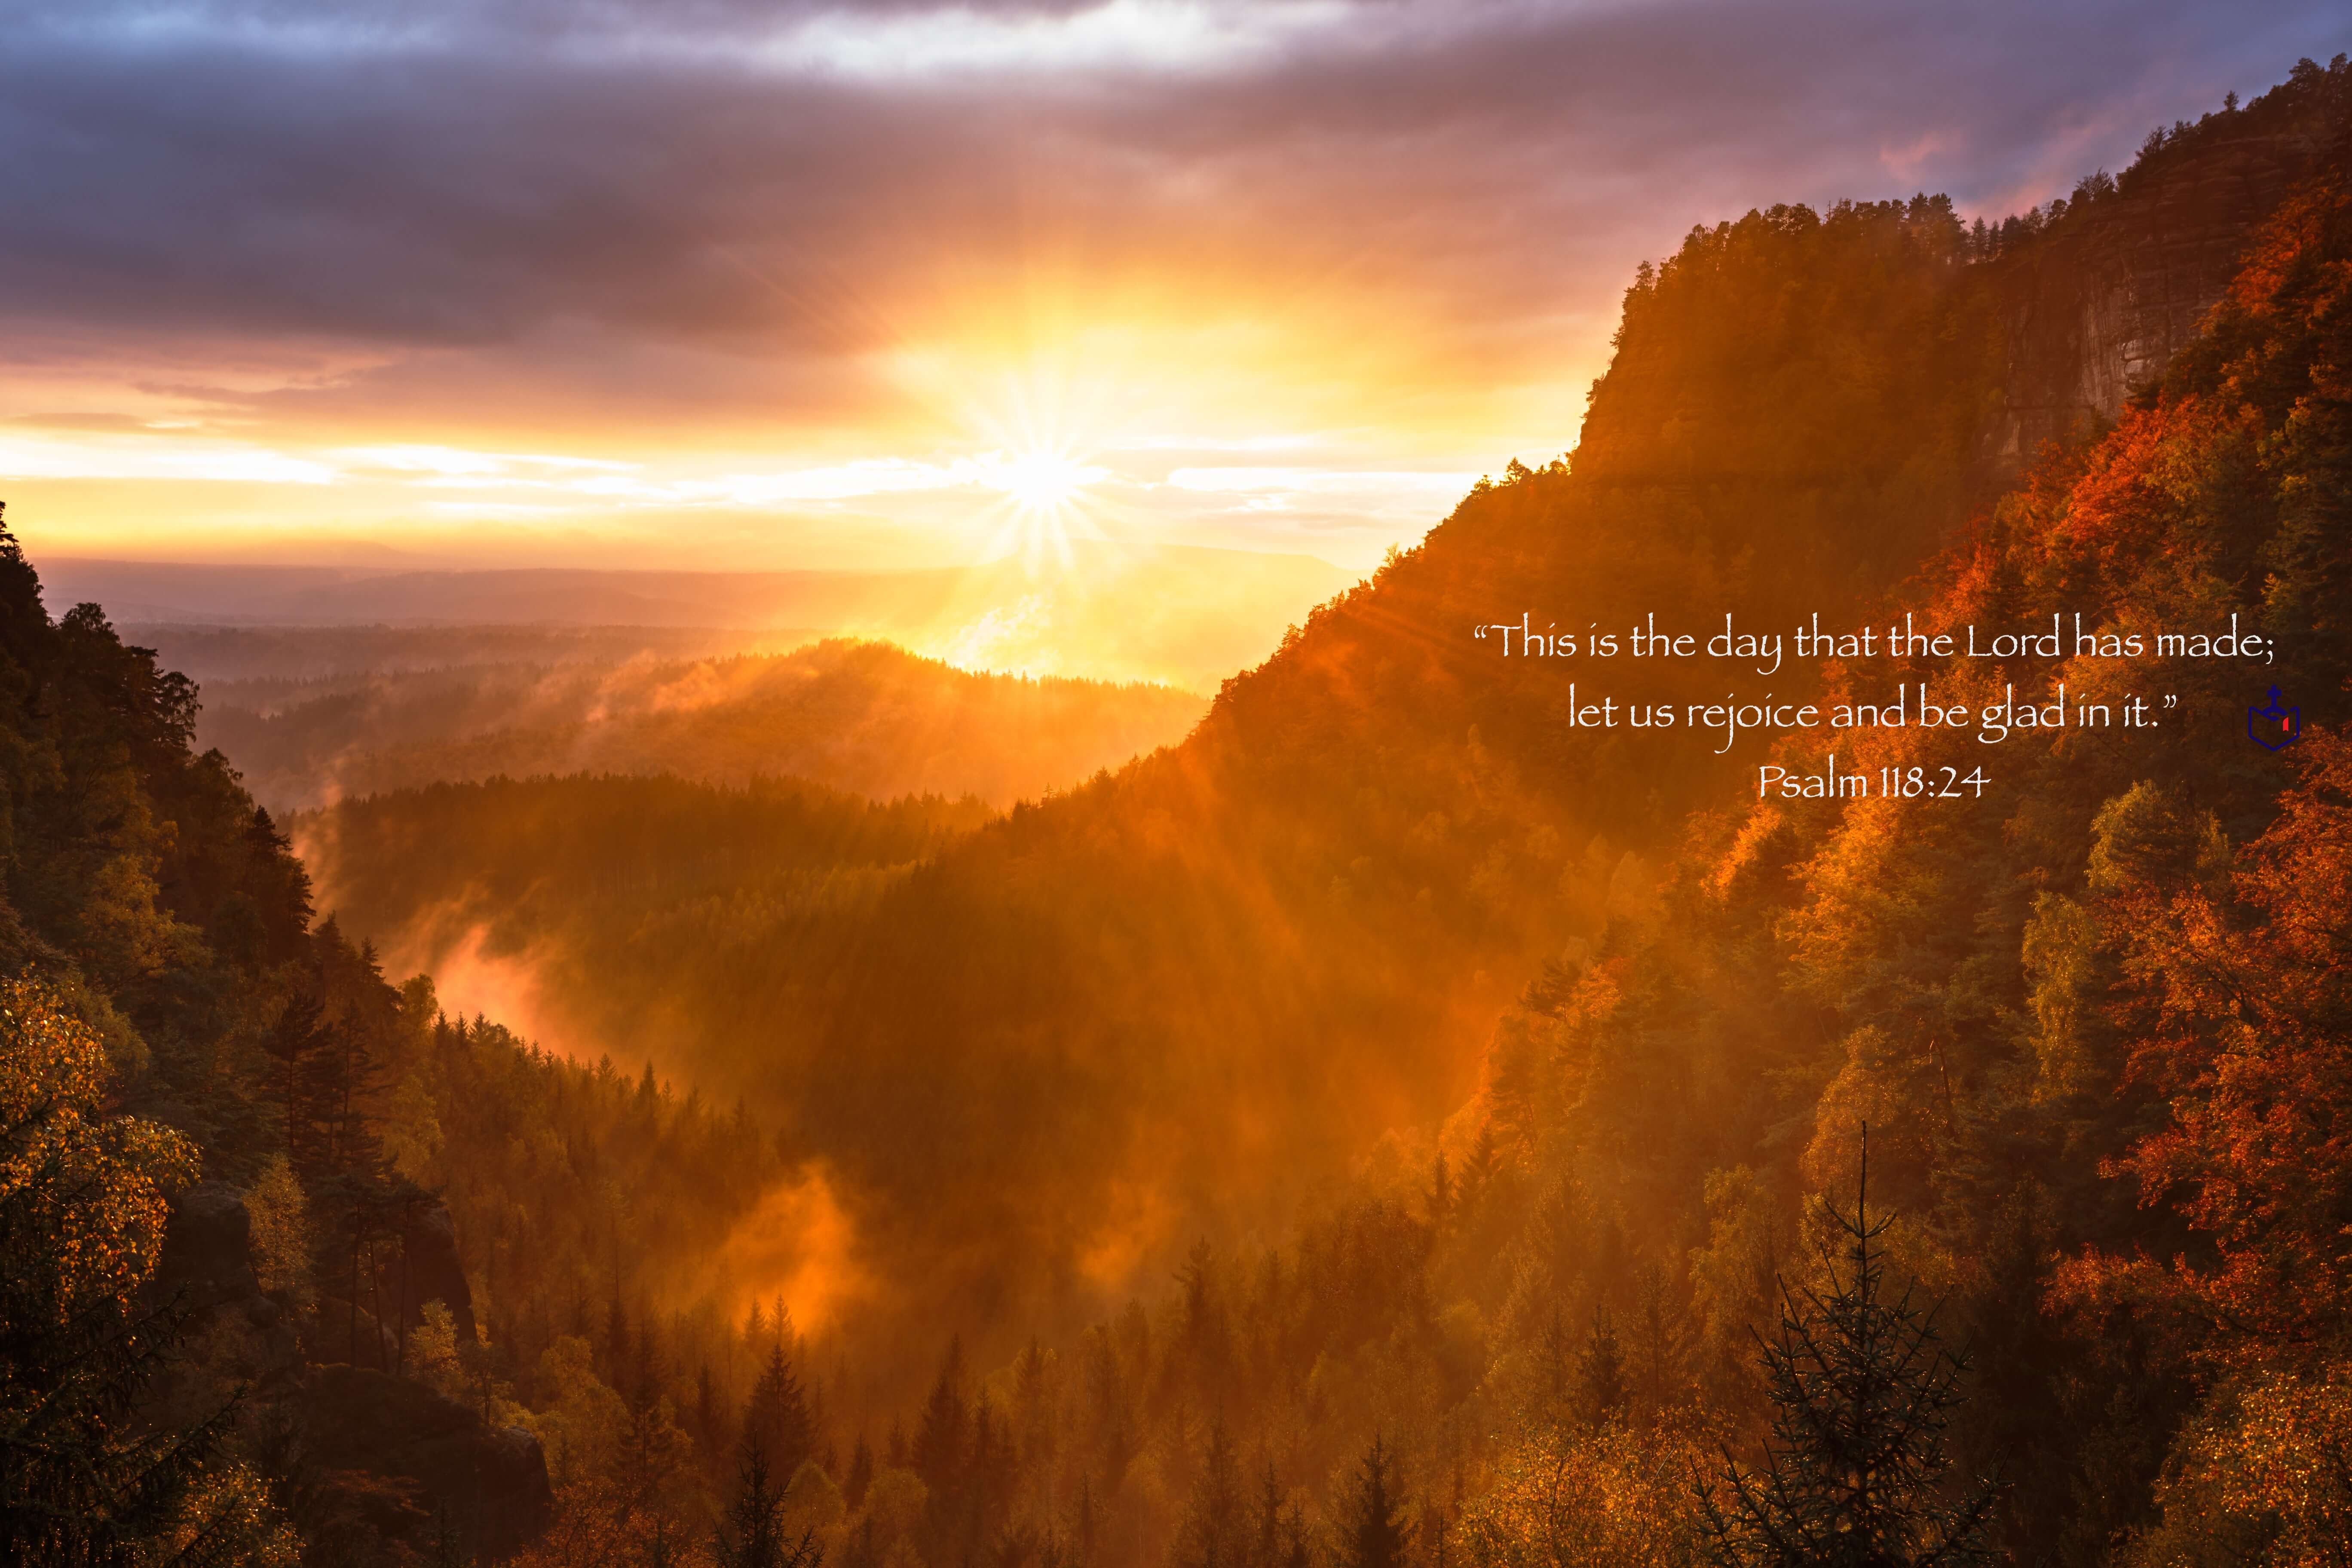 “This is the day that the Lord has made;
let us rejoice and be glad in it.”
Psalm 118:24